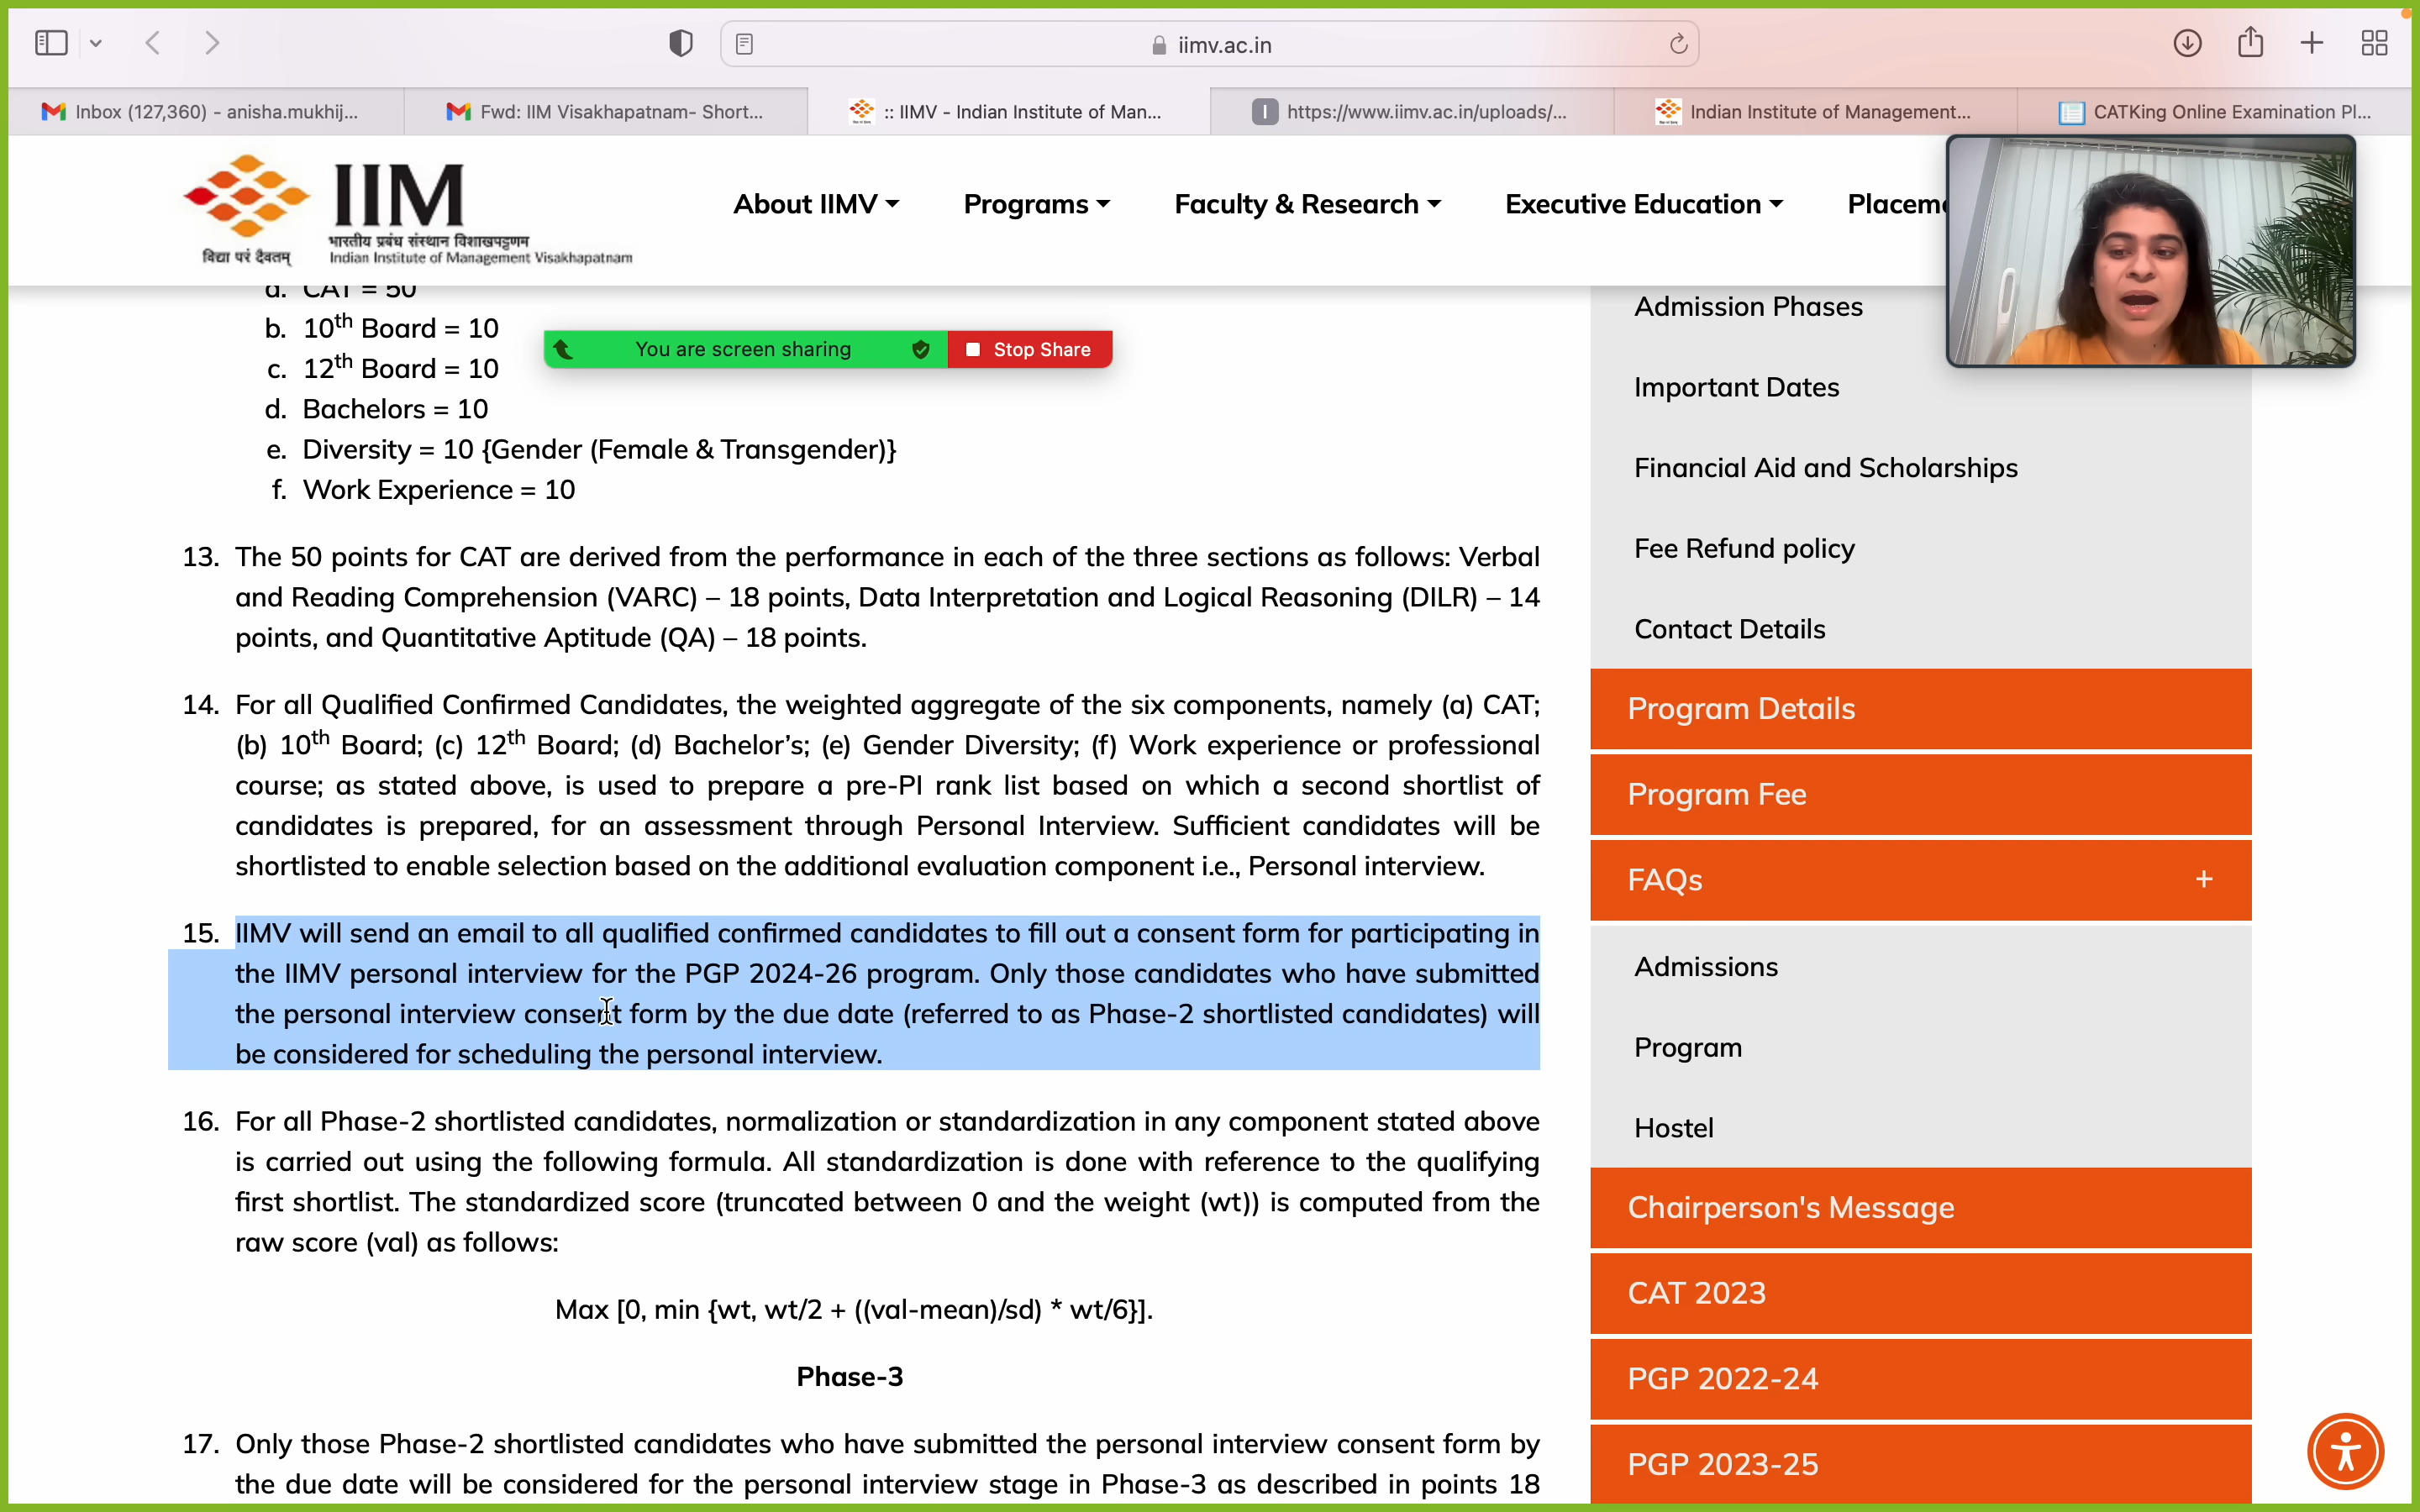 iimv.ac.in
Inbox (127,360) - anisha.mukhij...
Fwd: IIM Visakhapatnam- Short...
:: IIMV - Indian Institute of Man...
I
https://www.iimv.ac.in/uploads/...
Indian Institute of Management...
CATKing Online Examination Pl...
IIM
भारतीय प्रबंध संस्थान विशाखपट्टणम
विद्या परं दैवतम्
Indian Institute of Management Visakhapatnam
About IIMV
Programs
Faculty & Research
Executive Education
Placem
a. CAT = 50
b. 10th Board = 10
c. 12th Board = 10
d. Bachelors = 10
e. Diversity = 10 {Gender (Female & Transgender)}
f. Work Experience = 10
You are screen sharing
Stop Share
13. The 50 points for CAT are derived from the performance in each of the three sections as follows: Verbal
and Reading Comprehension (VARC) – 18 points, Data Interpretation and Logical Reasoning (DILR) – 14
points, and Quantitative Aptitude (QA) – 18 points.
14. For all Qualified Confirmed Candidates, the weighted aggregate of the six components, namely (a) CAT;
(b) 10th Board; (c) 12th Board; (d) Bachelor’s; (e) Gender Diversity; (f) Work experience or professional
course; as stated above, is used to prepare a pre-PI rank list based on which a second shortlist of
candidates is prepared, for an assessment through Personal Interview. Sufficient candidates will be
shortlisted to enable selection based on the additional evaluation component i.e., Personal interview.
15. IIMV will send an email to all qualified confirmed candidates to fill out a consent form for participating in
the IIMV personal interview for the PGP 2024-26 program. Only those candidates who have submitted
the personal interview consent form by the due date (referred to as Phase-2 shortlisted candidates) will
be considered for scheduling the personal interview.
16. For all Phase-2 shortlisted candidates, normalization or standardization in any component stated above
is carried out using the following formula. All standardization is done with reference to the qualifying
first shortlist. The standardized score (truncated between 0 and the weight (wt)) is computed from the
raw score (val) as follows:
Max [0, min {wt, wt/2 + ((val-mean)/sd) * wt/6}].
Phase-3
17. Only those Phase-2 shortlisted candidates who have submitted the personal interview consent form by
the due date will be considered for the personal interview stage in Phase-3 as described in points 18
Admission Phases
Important Dates
Financial Aid and Scholarships
Fee Refund policy
Contact Details
Program Details
Program Fee
FAQs +
Admissions
Program
Hostel
Chairperson's Message
CAT 2023
PGP 2022-24
PGP 2023-25